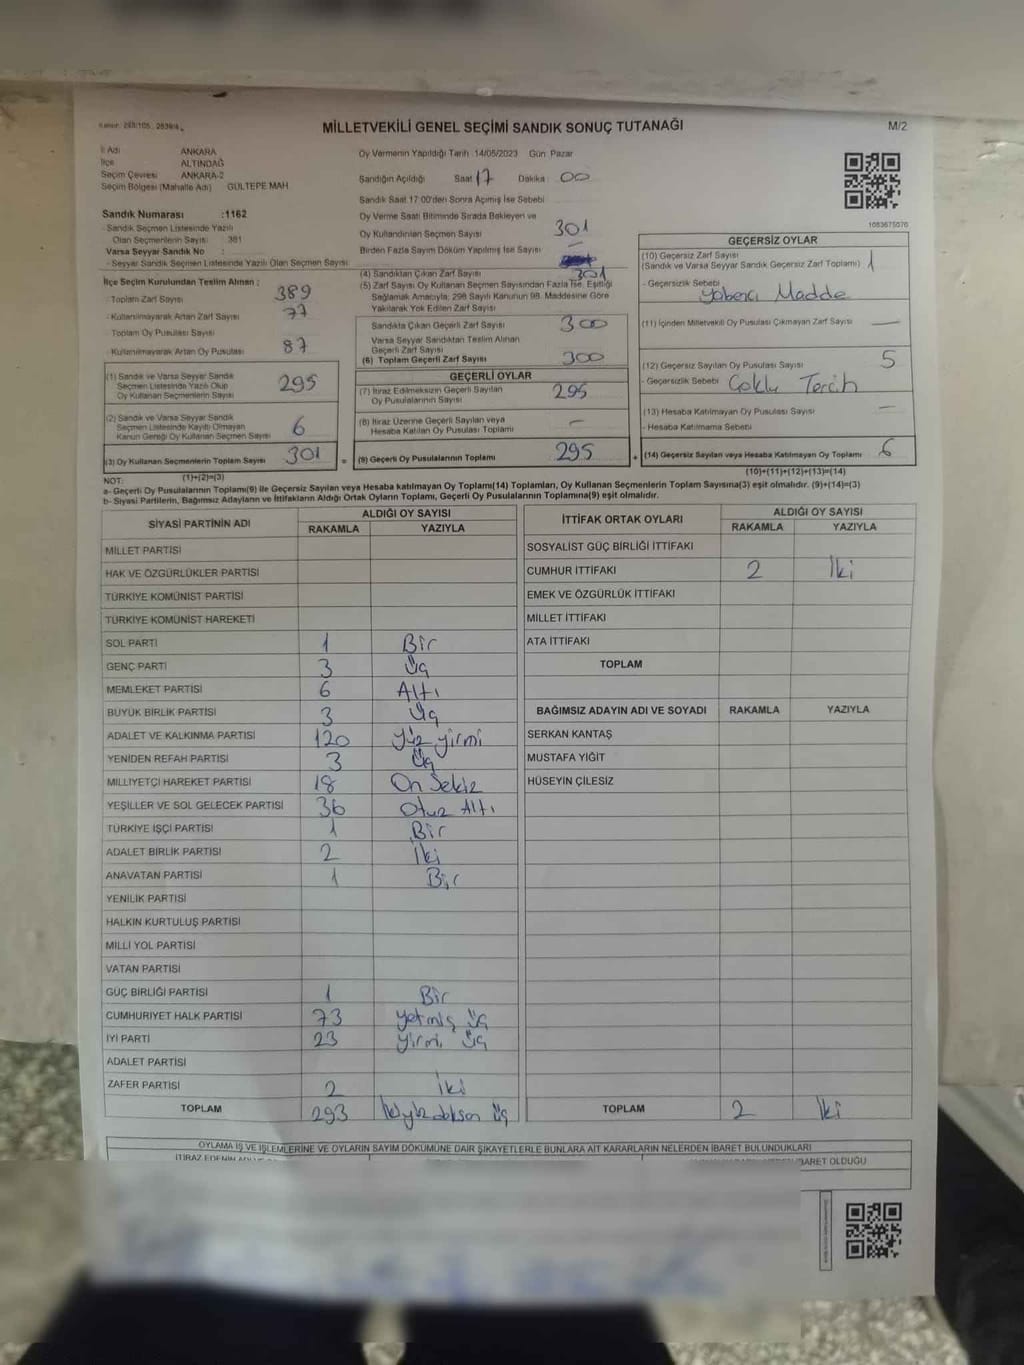 MİLLETVEKİLİ GENEL SEÇİMİ SANDIK SONUÇ TUTANAĞI
M/2
İl Adı ANKARA
İlçe ALTINDAĞ
Seçim Çevresi ANKARA-2
Seçim Bölgesi (Mahalle Adı) GÜLTEPE MAH
Sandık Numarası :1162
- Sandık Seçmen Listesinde Yazılı
Olan Seçmenlerin Sayısı : 381
Varsa Seyyar Sandık No :
- Seyyar Sandık Seçmen Listesinde Yazılı Olan Seçmen Sayısı
İlçe Seçim Kurulundan Teslim Alınan :
- Toplam Zarf Sayısı 389
- Kullanılmayarak Artan Zarf Sayısı 77
- Toplam Oy Pusulası Sayısı
- Kullanılmayarak Artan Oy Pusulası 87
(1) Sandık ve Varsa Seyyar Sandık
Seçmen Listesinde Yazılı Olup
Oy Kullanan Seçmenlerin Sayısı 295
(2) Sandık ve Varsa Seyyar Sandık
Seçmen Listesinde Kayıtlı Olmayan
Kanun Gereği Oy Kullanan Seçmen Sayısı 6
(3) Oy Kullanan Seçmenlerin Toplam Sayısı 301 =
(1)+(2)=(3)
Oy Vermenin Yapıldığı Tarih 14/05/2023 Gün Pazar
Sandığın Açıldığı Saat 17 Dakika 00
Sandık Saat 17:00'den Sonra Açımış İse Sebebi
Oy Verme Saati Bitiminde Sırada Bekleyen ve
Oy Kullandırılan Seçmen Sayısı 301
Birden Fazla Sayım Döküm Yapılmış İse Sayısı —
(4) Sandıktan Çıkan Zarf Sayısı 301
(5) Zarf Sayısı Oy Kullanan Seçmen Sayısından Fazla İse, Eşitliği
Sağlamak Amacıyla; 298 Sayılı Kanunun 98. Maddesine Göre
Yakılarak Yok Edilen Zarf Sayısı
Sandıkta Çıkan Geçerli Zarf Sayısı 300
Varsa Seyyar Sandıktan Teslim Alınan
Geçerli Zarf Sayısı
(6) Toplam Geçerli Zarf Sayısı 300
GEÇERLİ OYLAR
(7) İtiraz Edilmeksizin Geçerli Sayılan
Oy Pusulalarının Sayısı 295
(8) İtiraz Üzerine Geçerli Sayılan veya
Hesaba Katılan Oy Pusulası Toplamı —
(9) Geçerli Oy Pusulalarının Toplamı 295 +
1083675076
GEÇERSİZ OYLAR
(10) Geçersiz Zarf Sayısı
(Sandık ve Varsa Seyyar Sandık Geçersiz Zarf Toplamı) 1
- Geçersizlik Sebebi Yabancı Madde
(11) İçinden Milletvekili Oy Pusulası Çıkmayan Zarf Sayısı —
(12) Geçersiz Sayılan Oy Pusulası Sayısı 5
- Geçersizlik Sebebi Çoklu Tercih
(13) Hesaba Katılmayan Oy Pusulası Sayısı —
- Hesaba Katılmama Sebebi
(14) Geçersiz Sayılan veya Hesaba Katılmayan Oy Toplamı 6
(10)+(11)+(12)+(13)=(14)
NOT:
a- Geçerli Oy Pusulalarının Toplamı(9) ile Geçersiz Sayılan veya Hesaba katılmayan Oy Toplamı(14) Toplamları, Oy Kullanan Seçmenlerin Toplam Sayısına(3) eşit olmalıdır. (9)+(14)=(3)
b- Siyasi Partilerin, Bağımsız Adayların ve İttifakların Aldığı Ortak Oyların Toplamı, Geçerli Oy Pusulalarının Toplamına(9) eşit olmalıdır.
SİYASİ PARTİNİN ADI ALDIĞI OY SAYISI
RAKAMLA YAZIYLA
MİLLET PARTİSİ
HAK VE ÖZGÜRLÜKLER PARTİSİ
TÜRKİYE KOMÜNİST PARTİSİ
TÜRKİYE KOMÜNİST HAREKETİ
SOL PARTİ 1 Bir
GENÇ PARTİ 3 Üç
MEMLEKET PARTİSİ 6 Altı
BÜYÜK BİRLİK PARTİSİ 3 Üç
ADALET VE KALKINMA PARTİSİ 120 Yüz yirmi
YENİDEN REFAH PARTİSİ 3 Üç
MİLLİYETÇİ HAREKET PARTİSİ 18 On Sekiz
YEŞİLLER VE SOL GELECEK PARTİSİ 36 Otuz Altı
TÜRKİYE İŞÇİ PARTİSİ 1 Bir
ADALET BİRLİK PARTİSİ 2 İki
ANAVATAN PARTİSİ 1 Bir
YENİLİK PARTİSİ
HALKIN KURTULUŞ PARTİSİ
MİLLİ YOL PARTİSİ
VATAN PARTİSİ
GÜÇ BİRLİĞİ PARTİSİ 1 Bir
CUMHURİYET HALK PARTİSİ 73 Yetmiş Üç
İYİ PARTİ 23 Yirmi Üç
ADALET PARTİSİ
ZAFER PARTİSİ 2 İki
TOPLAM 293 Üç
İTTİFAK ORTAK OYLARI ALDIĞI OY SAYISI
RAKAMLA YAZIYLA
SOSYALİST GÜÇ BİRLİĞİ İTTİFAKI
CUMHUR İTTİFAKI 2 İki
EMEK VE ÖZGÜRLÜK İTTİFAKI
MİLLET İTTİFAKI
ATA İTTİFAKI
TOPLAM
BAĞIMSIZ ADAYIN ADI VE SOYADI RAKAMLA YAZIYLA
SERKAN KANTAŞ
MUSTAFA YİĞİT
HÜSEYİN ÇİLESİZ
TOPLAM 2 İki
OYLAMA İŞ VE İŞLEMLERİNE VE OYLARIN SAYIM DÖKÜMÜNE DAİR ŞİKAYETLERLE BUNLARA AİT KARARLARIN NELERDEN İBARET BULUNDUKLARI
İBARET OLDUĞU